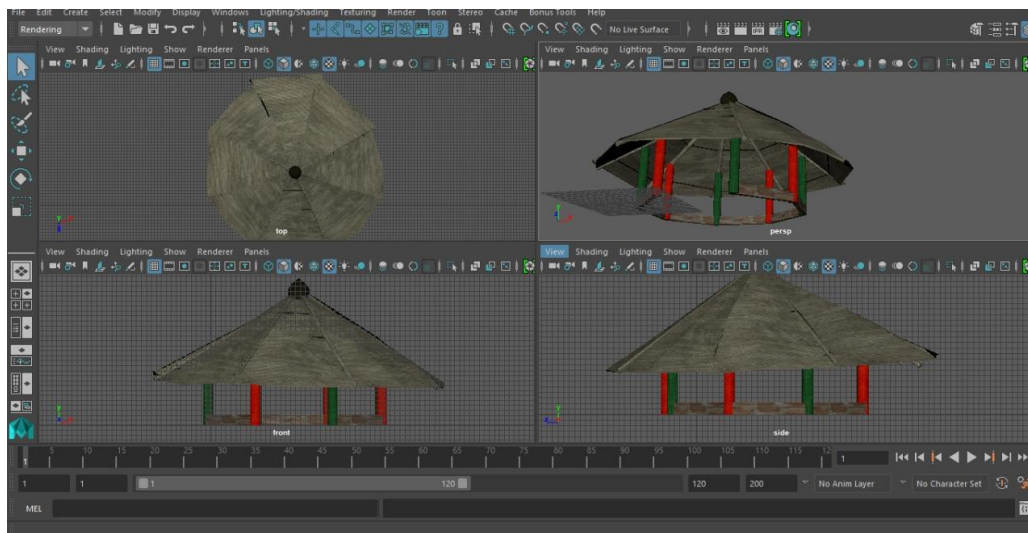 File Edit Create Select Modify Display Windows Lighting/Shading Texturing Render Toon Stereo Cache Bonus Tools Help
Rendering No Live Surface
View Shading Lighting Show Renderer Panels
View Shading Lighting Show Renderer Panels
top
persp
View Shading Lighting Show Renderer Panels
View Shading Lighting Show Renderer Panels
front
side
1 5 10 15 20 25 30 35 40 45 50 55 60 65 70 75 80 85 90 95 100 105 110 115 12 1
1 1 1 120 120 200 No Anim Layer No Character Set
MEL